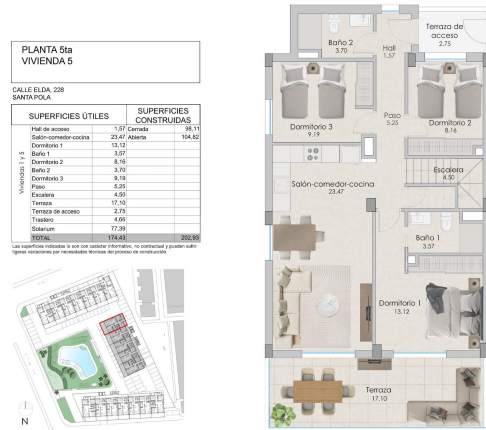 PLANTA 5ta
VIVIENDA 5
CALLE ELDA, 228
SANTA POLA
SUPERFICIES ÚTILES SUPERFICIES CONSTRUIDAS
Viviendas 1 y 5
Hall de acceso 1,57 Cerrada 98,11
Salón-comedor-cocina 23,47 Abierta 104,82
Dormitorio 1 13,12
Baño 1 3,57
Dormitorio 2 8,16
Baño 2 3,70
Dormitorio 3 9,19
Paso 5,25
Escalera 4,50
Terraza 17,10
Terraza de acceso 2,75
Trastero 4,66
Solarium 77,39
TOTAL 174,43 202,93
Las superficies indicadas lo son con carácter informativo, no contractual y pueden sufrir
ligeras variaciones por necesidades técnicas del proceso de construcción.
N
Baño 2
3.70
Hall
1.57
Terraza de
acceso
2.75
Dormitorio 3
9.19
Paso
5.25
Dormitorio 2
8.16
Escalera
4.50
Salón-comedor-cocina
23.47
Baño 1
3.57
Dormitorio 1
13.12
Terraza
17.10